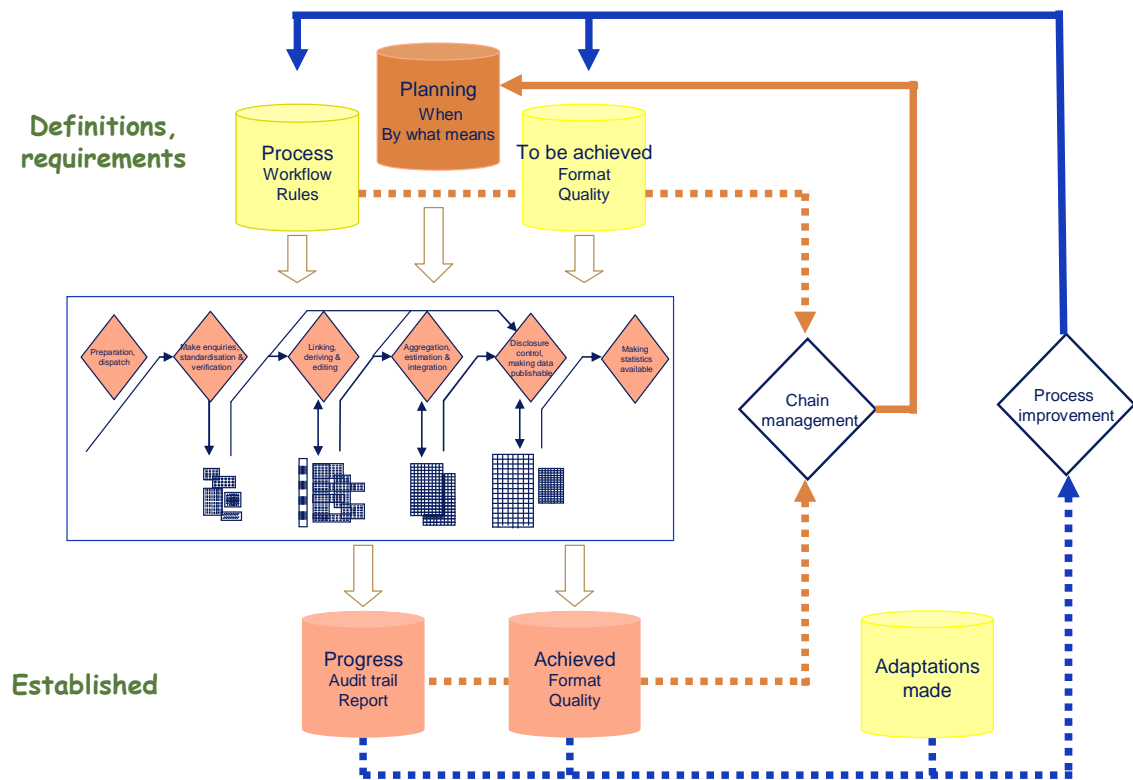 Planning
When
By what means
Definitions,
requirements
Process
Workflow
Rules
To be achieved
Format
Quality
Preparation,
dispatch
Make enquiries,
standardisation &
verification
Linking,
deriving &
editing
Aggregation,
estimation &
integration
Disclosure
control,
making data
publishable
Making
statistics
available
Chain
management
Process
improvement
Established
Progress
Audit trail
Report
Achieved
Format
Quality
Adaptations
made